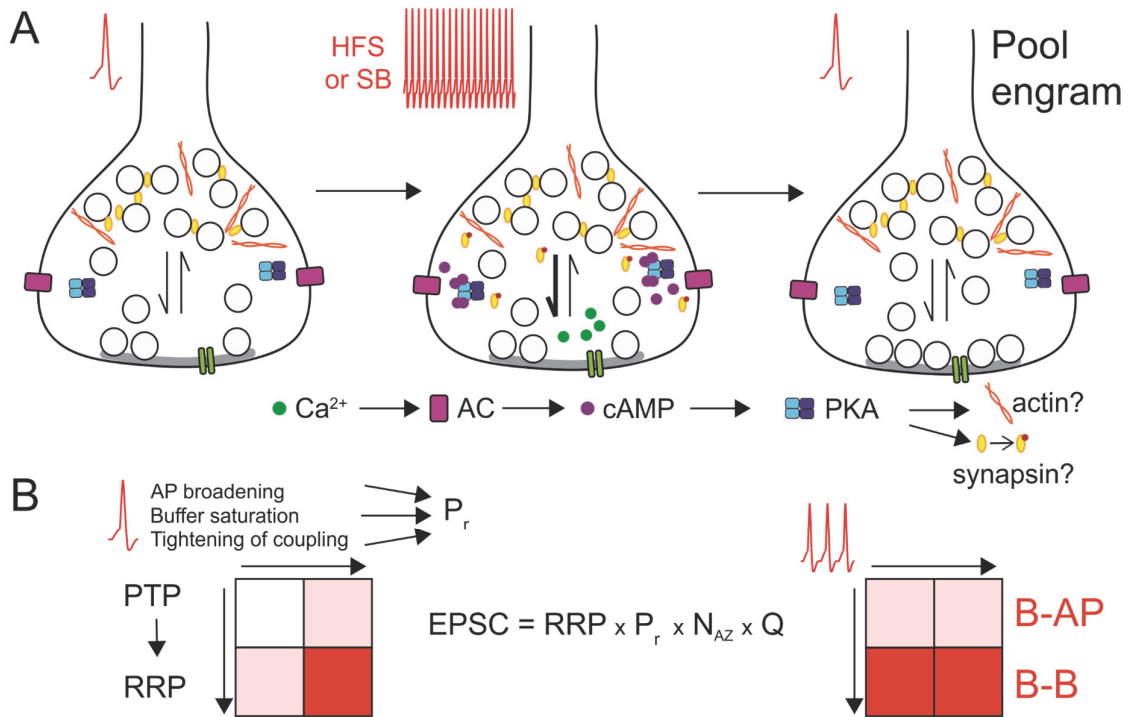 A
HFS
or SB
Pool
engram
Ca²⁺
AC
cAMP
PKA
actin?
synapsin?
B
AP broadening
Buffer saturation
Tightening of coupling
Pᵣ
PTP
RRP
EPSC = RRP x Pᵣ x N_AZ x Q
B-AP
B-B